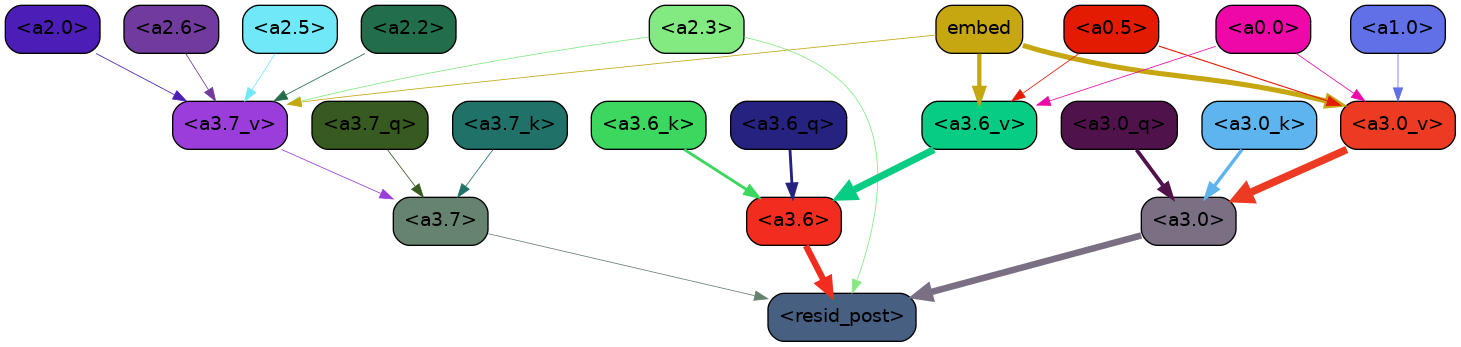 <a2.0> <a2.6> <a2.5> <a2.2> <a2.3> embed <a0.5> <a0.0> <a1.0>
<a3.7_v> <a3.7_q> <a3.7_k> <a3.6_k> <a3.6_q> <a3.6_v> <a3.0_q> <a3.0_k> <a3.0_v>
<a3.7> <a3.6> <a3.0>
<resid_post>